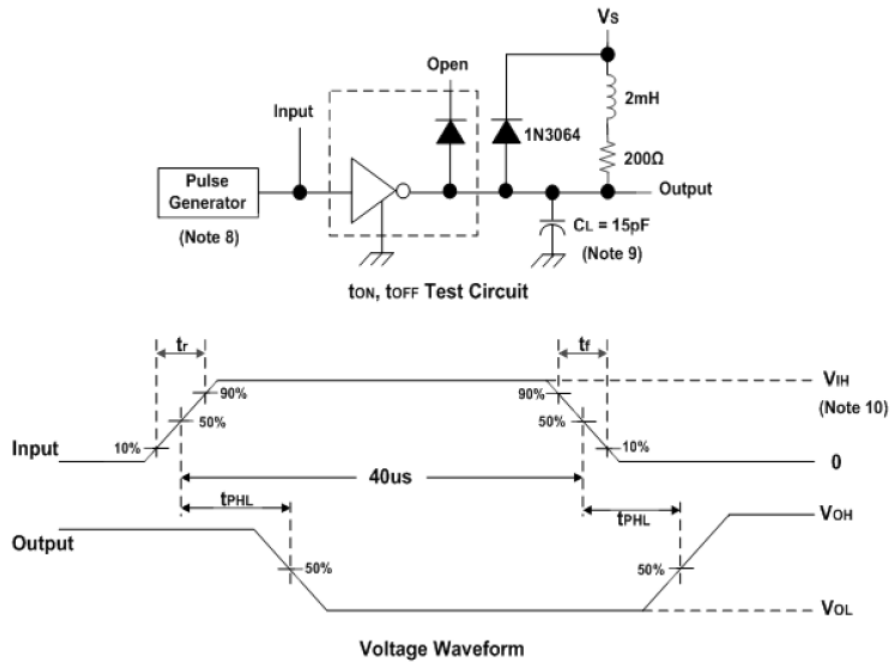 Vs
Open
2mH
Input
1N3064
200Ω
Pulse
Generator
Output
(Note 8)
CL = 15pF
(Note 9)
tON, tOFF Test Circuit
tr
tf
90%
90%
VIH
(Note 10)
50%
50%
Input
10%
10%
0
40us
tPHL
tPHL
VOH
Output
50%
50%
VOL
Voltage Waveform